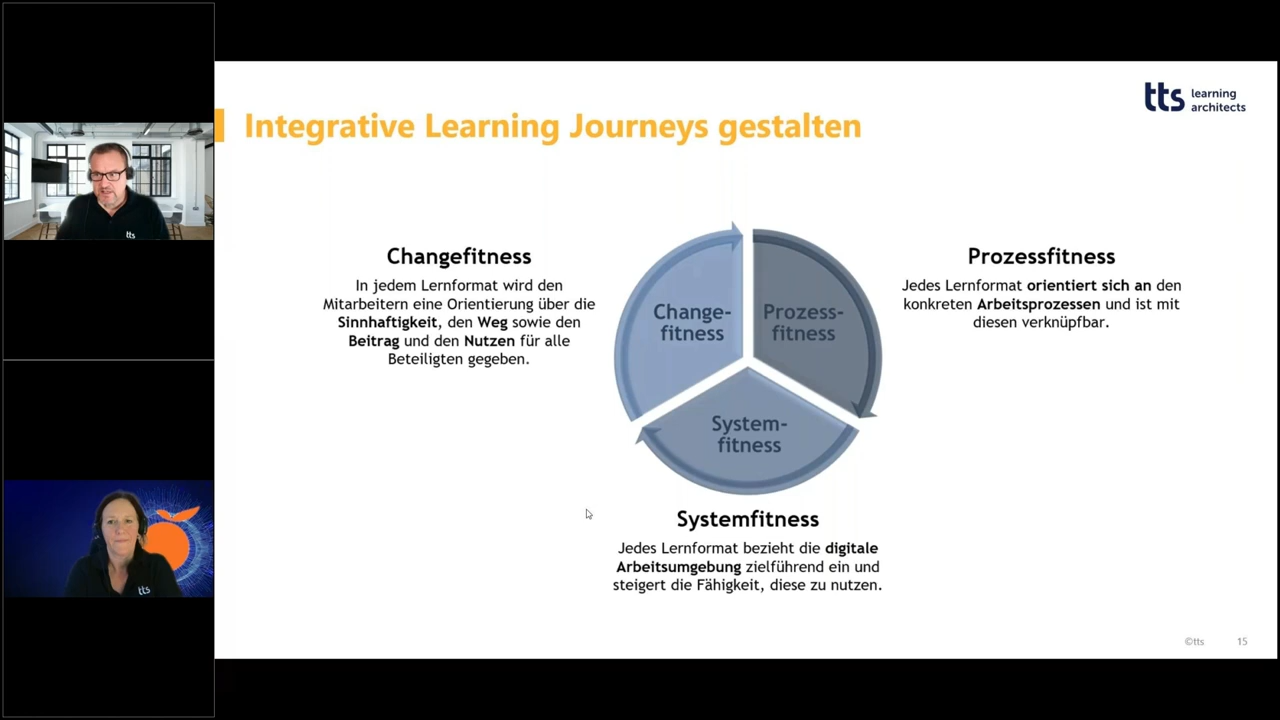 tts learning
architects
Integrative Learning Journeys gestalten
Changefitness
In jedem Lernformat wird den
Mitarbeitern eine Orientierung über die
Sinnhaftigkeit, den Weg sowie den
Beitrag und den Nutzen für alle
Beteiligten gegeben.
Change-
fitness
Prozess-
fitness
System-
fitness
Prozessfitness
Jedes Lernformat orientiert sich an den
konkreten Arbeitsprozessen und ist mit
diesen verknüpfbar.
Systemfitness
Jedes Lernformat bezieht die digitale
Arbeitsumgebung zielführend ein und
steigert die Fähigkeit, diese zu nutzen.
©tts 15
tts
tts